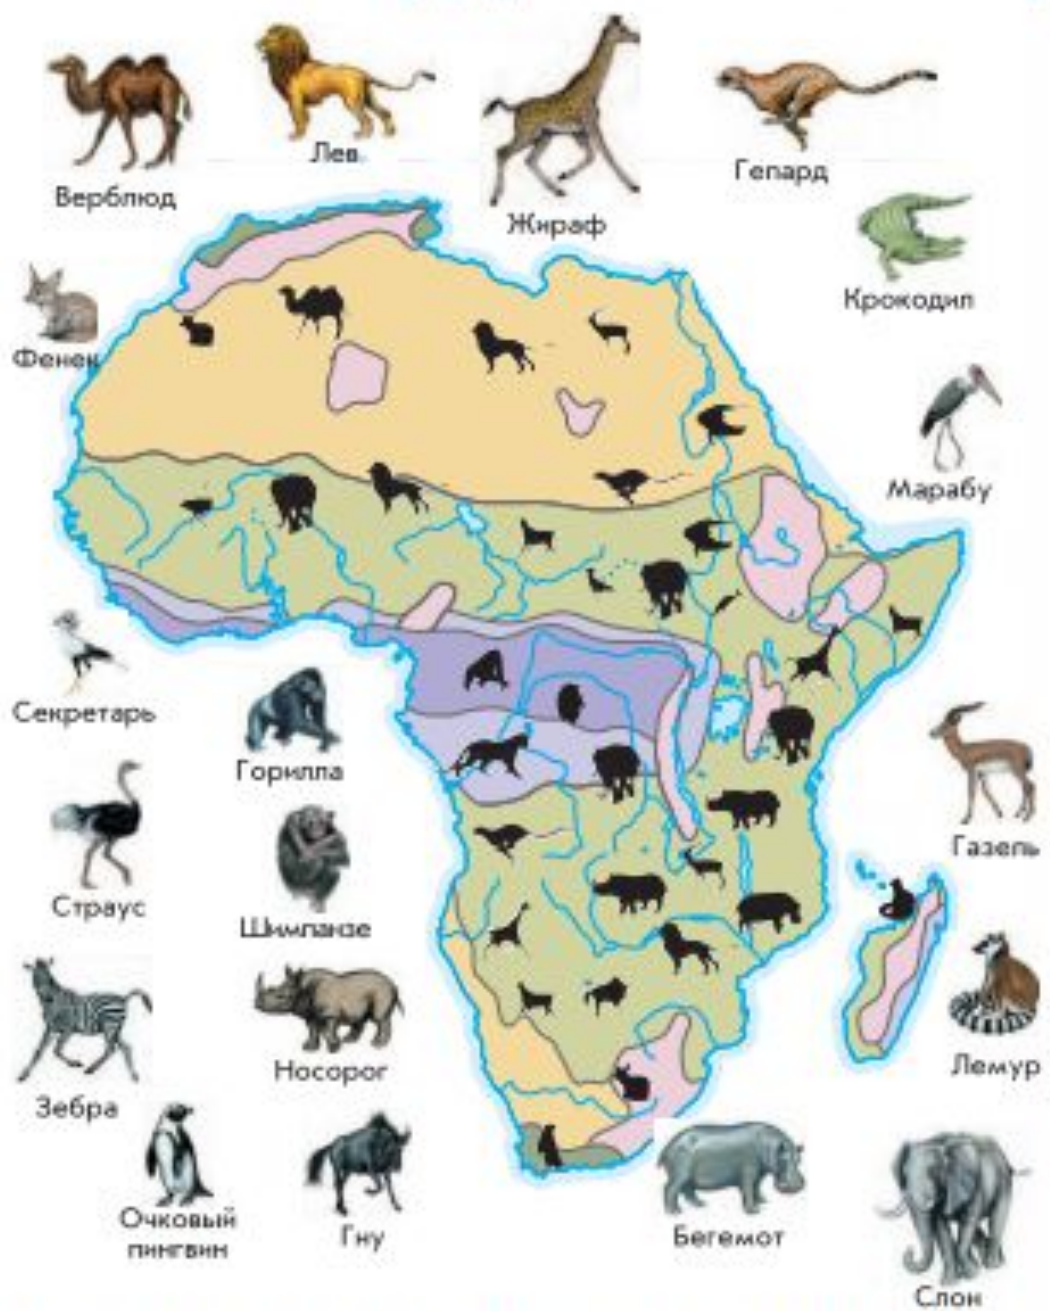 Лев
Гепард
Верблюд
Жираф
Крокодил
Фенек
Марабу
Секретарь
Горилла
Газель
Страус
Шимпанзе
Лемур
Носорог
Зебра
Очковый
пингвин
Гну
Бегемот
Слон